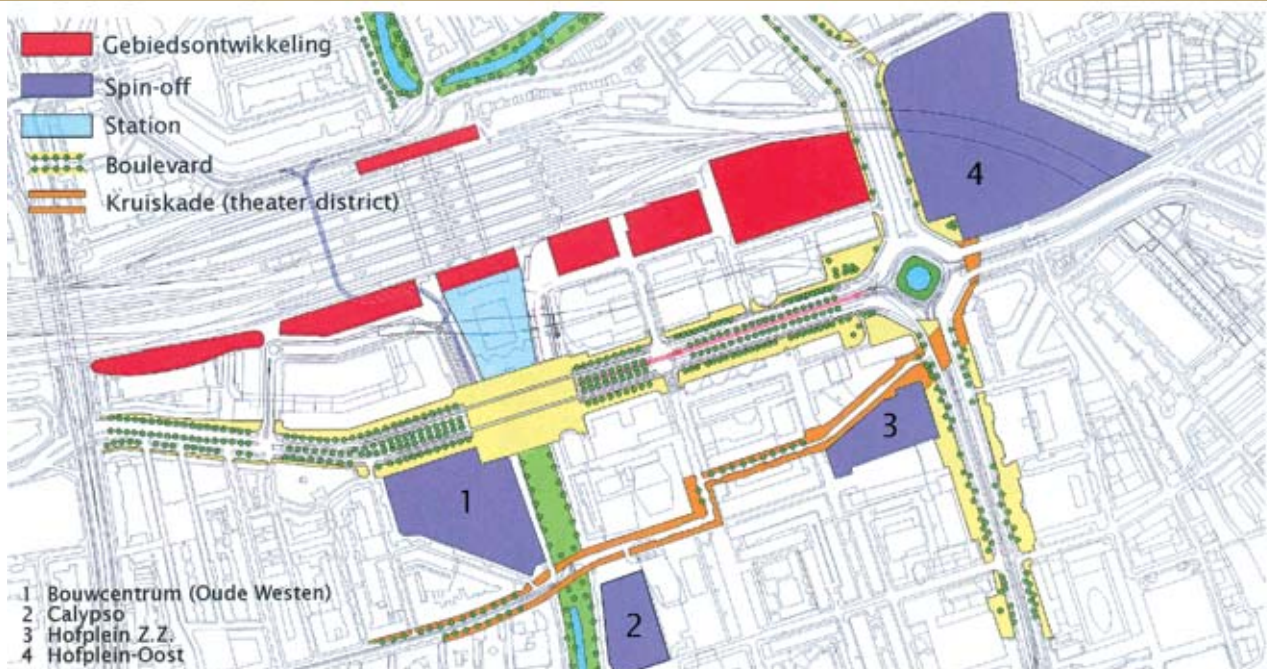 Gebiedsontwikkeling
Spin-off
Station
Boulevard
Kruiskade (theater district)
4
3
1
2
1 Bouwcentrum (Oude Westen)
2 Calypso
3 Hofplein Z.Z.
4 Hofplein-Oost